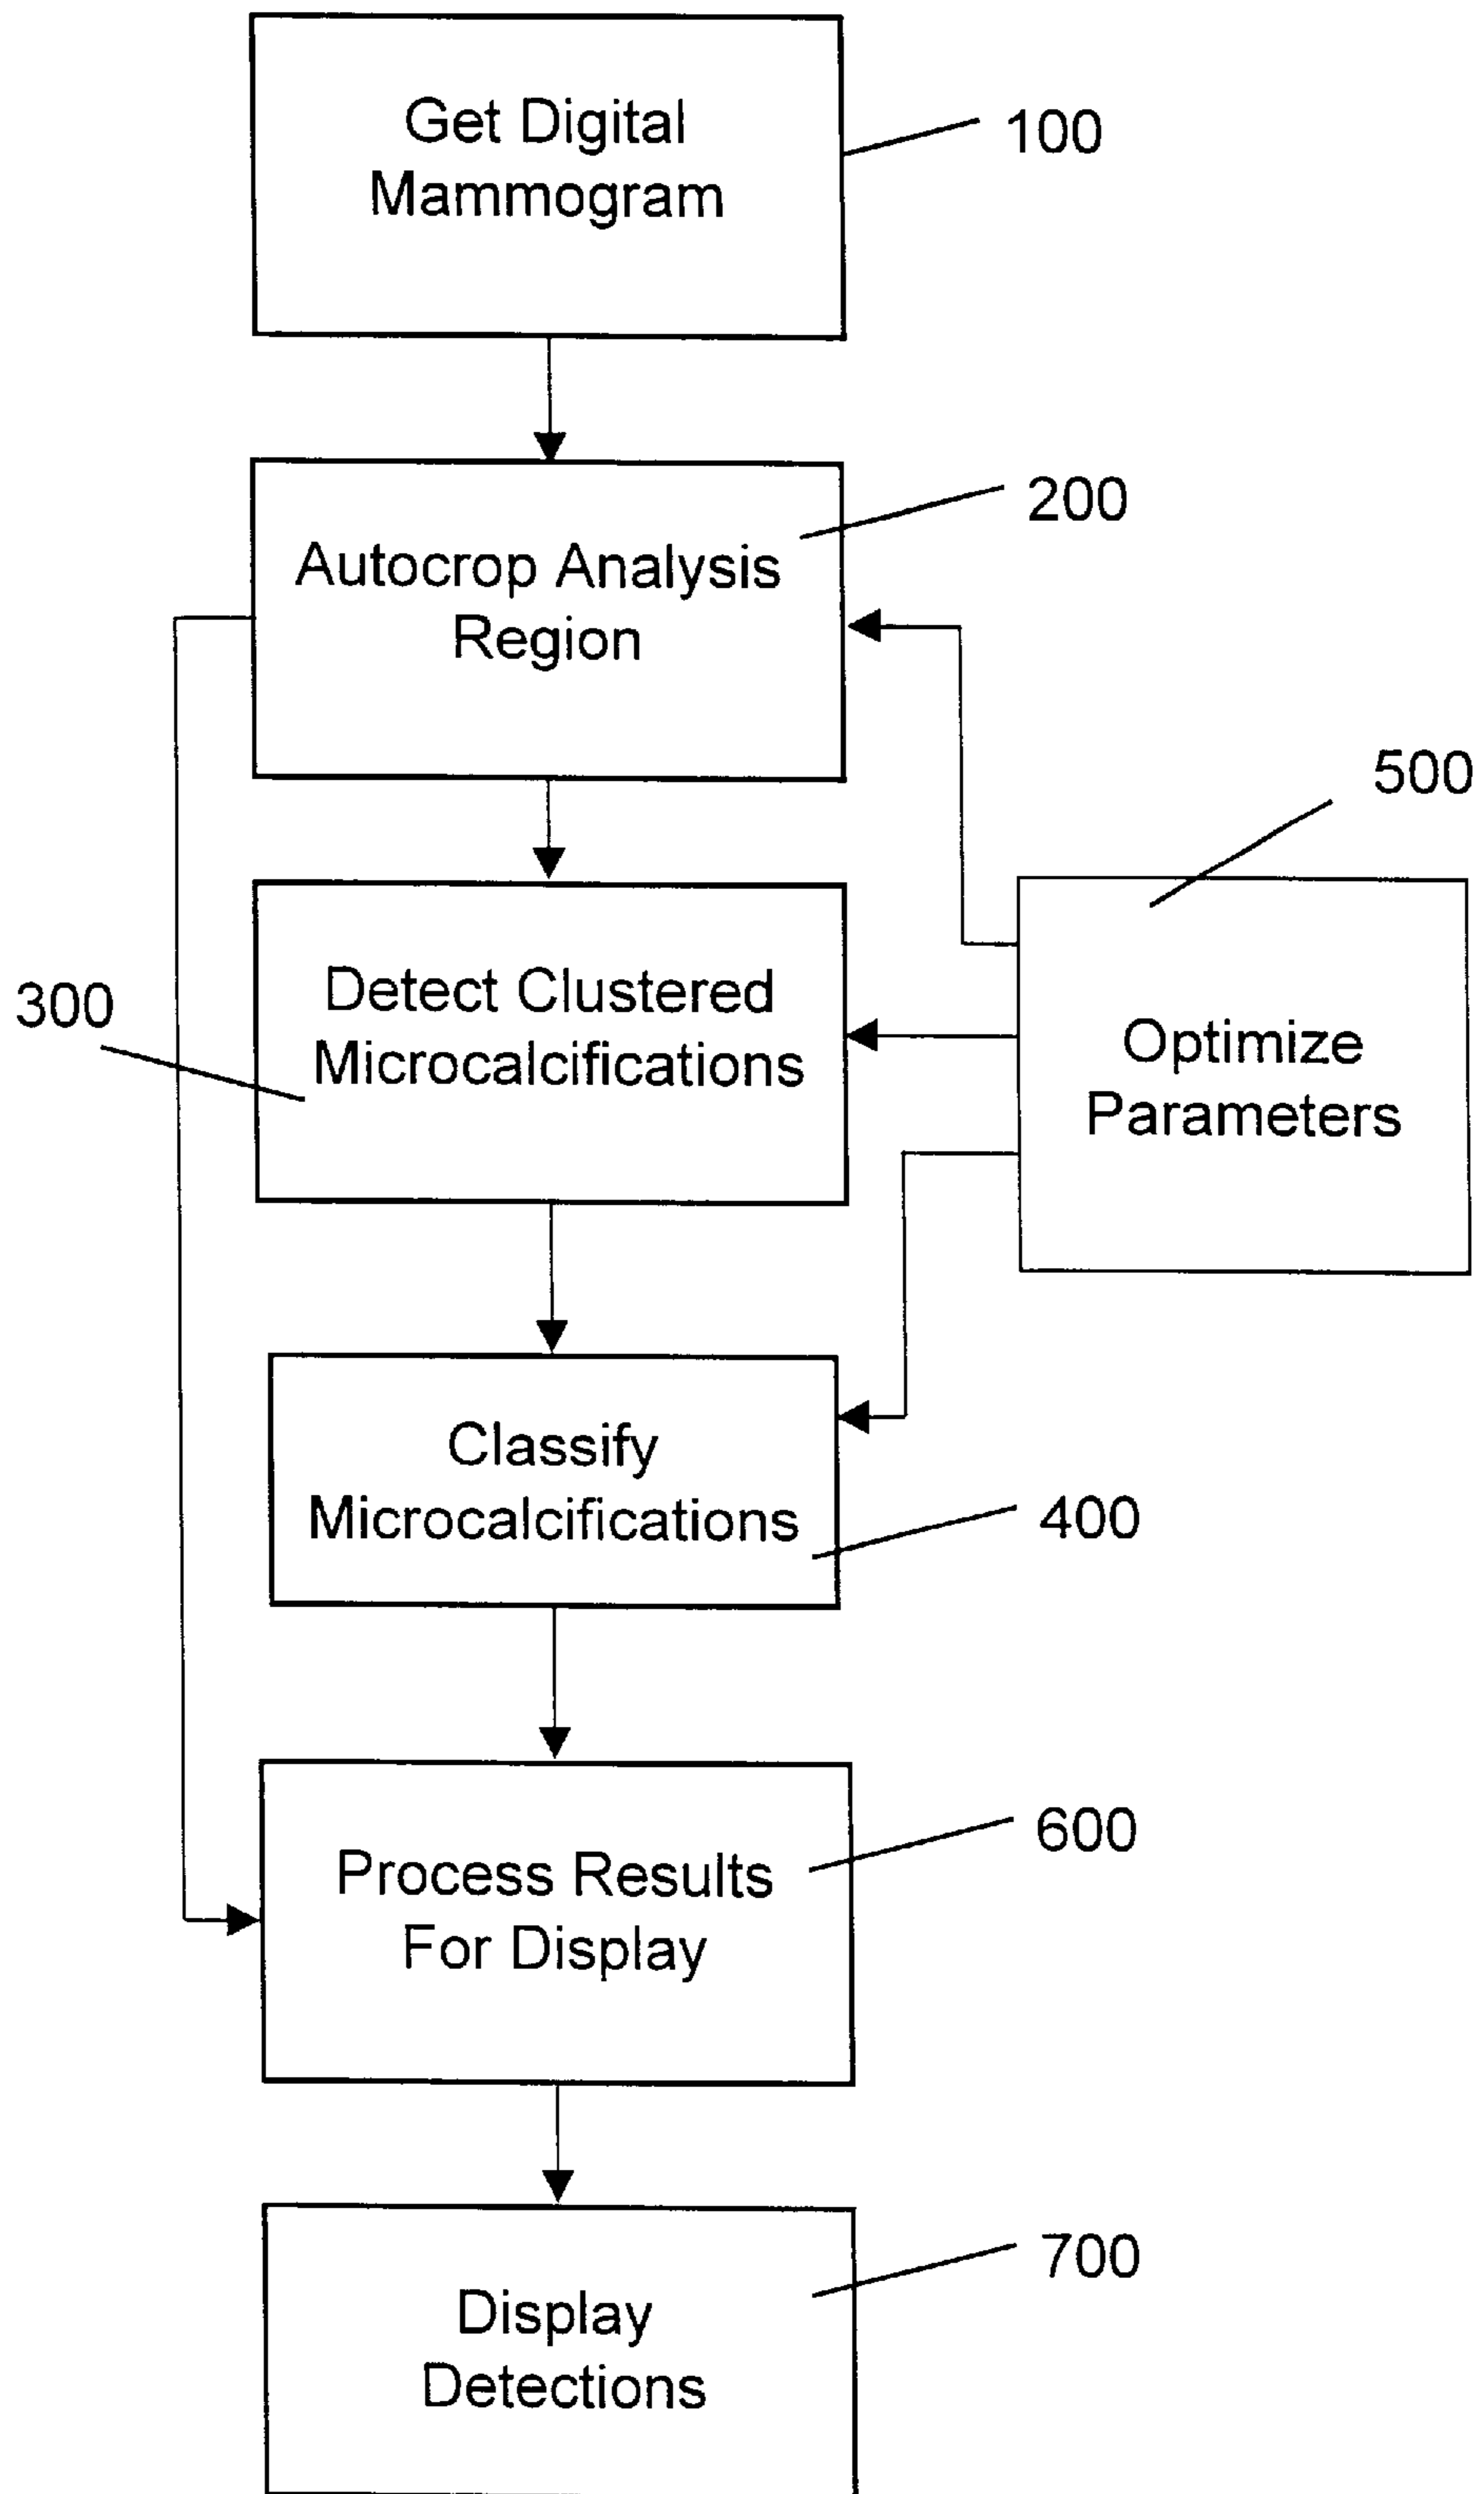 Get Digital
Mammogram
100
Autocrop Analysis
Region
200
500
Detect Clustered
Microcalcifications
300
Optimize
Parameters
Classify
Microcalcifications
400
Process Results
For Display
600
Display
Detections
700